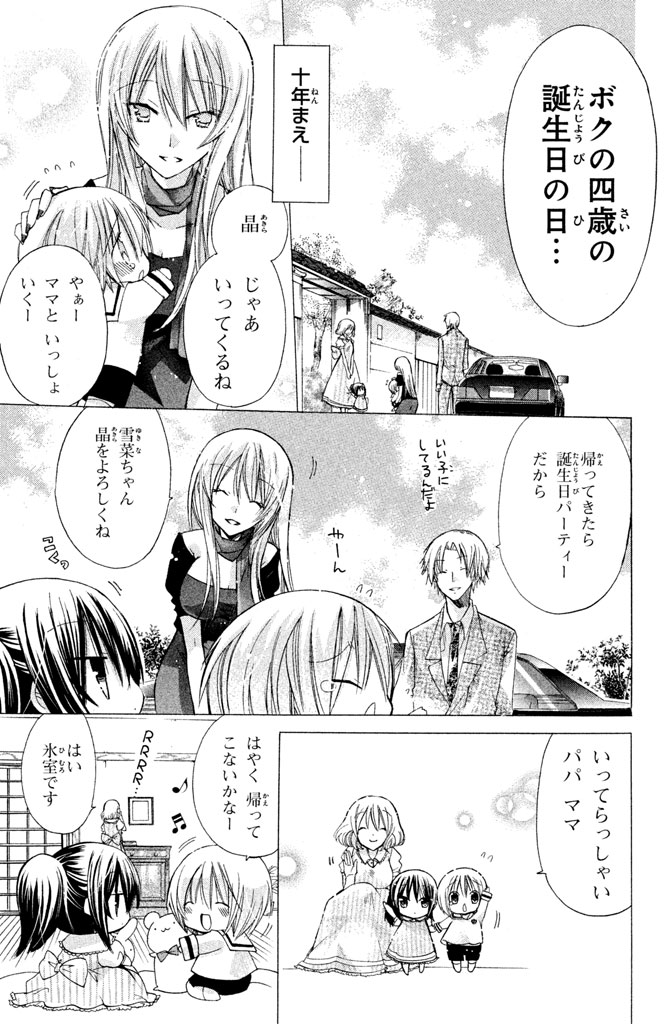 ボクの四歳の
誕生日の日…
十年まえ――
晶
じゃあ
いってくるね
やぁー
ママと いっしょ
いくー
帰ってきたら
誕生日パーティー
だから
いい子に
してるんだよ
やーん
雪菜ちゃん
晶をよろしくね
いってらっしゃい
パパ ママ
はやく 帰って
こないかなー
RRRR…
はい
氷室です